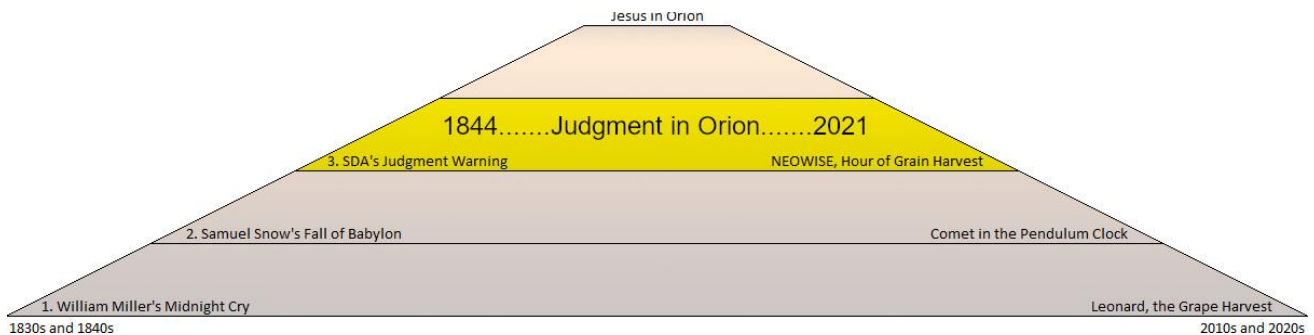 Jesus in Orion
1844.......Judgment in Orion.......2021
3. SDA's Judgment Warning NEOWISE, Hour of Grain Harvest
2. Samuel Snow's Fall of Babylon Comet in the Pendulum Clock
1. William Miller's Midnight Cry Leonard, the Grape Harvest
1830s and 1840s 2010s and 2020s